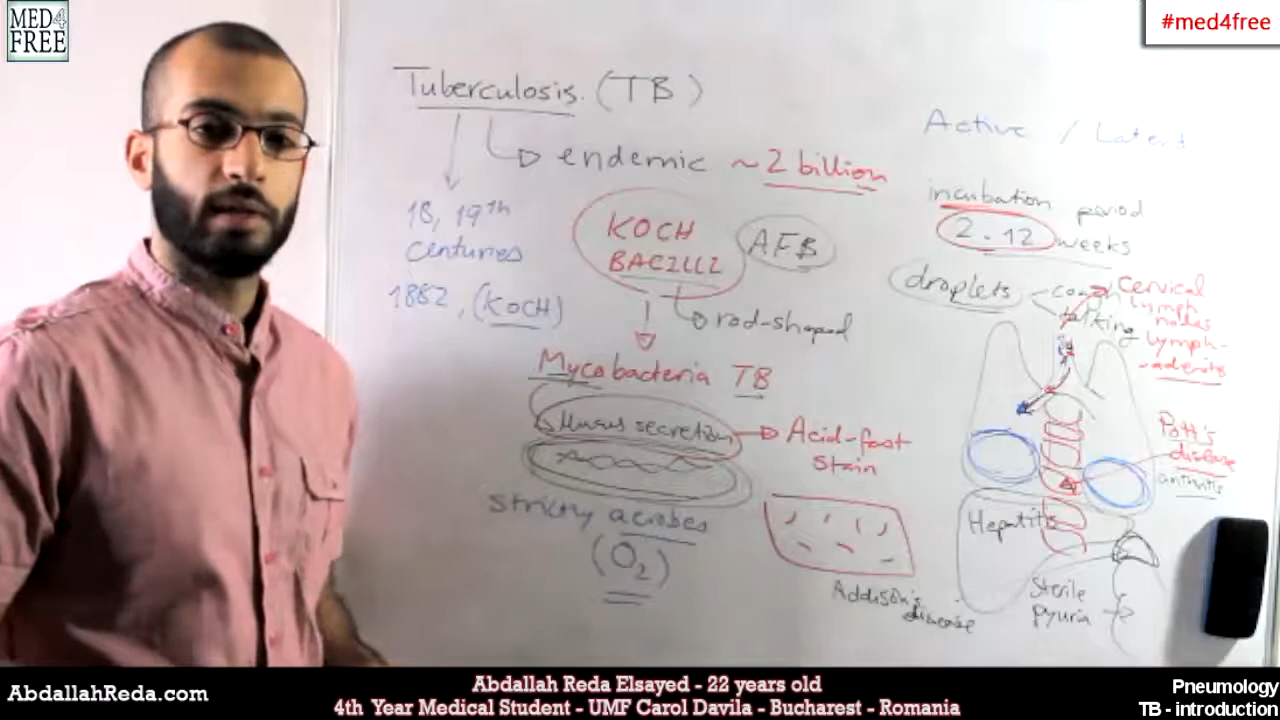 MED4
FREE
#med4free
Tuberculosis. (TB)
endemic ~2 billion
18, 19th
centuries
1882, (KOCH)
KOCH
BACILLI
AFB
rod-shaped
Mycobacteria TB
Mucus secretion
Acid-fast
stain
strictly aerobes
(O2)
Addison's
disease
Active / Latent
incubation period
2-12 weeks
droplets
cough
talking
Cervical
lymph
nodes
lymph-
-adenitis
Pott's
disease
arthritis
Hepatitis
Sterile
Pyuria
AbdallahReda.com
Abdallah Reda Elsayed - 22 years old
4th Year Medical Student - UMF Carol Davila - Bucharest - Romania
Pneumology
TB - introduction